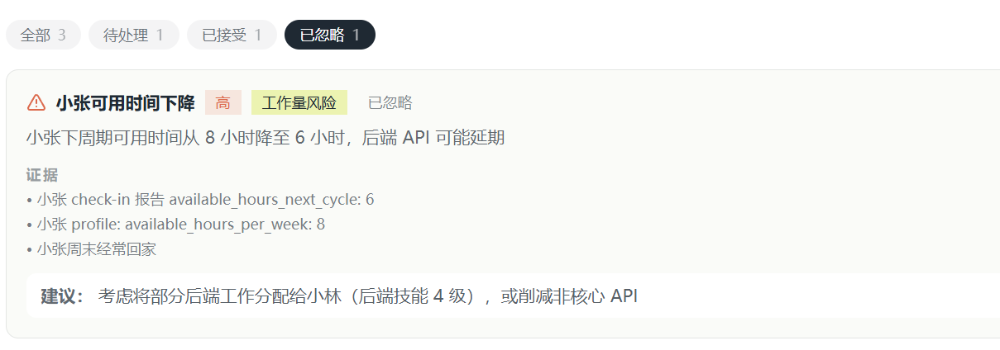 全部 3 待处理 1 已接受 1 已忽略 1
小张可用时间下降 高 工作量风险 已忽略
小张下周期可用时间从 8 小时降至 6 小时，后端 API 可能延期
证据
• 小张 check-in 报告 available_hours_next_cycle: 6
• 小张 profile: available_hours_per_week: 8
• 小张周末经常回家
建议： 考虑将部分后端工作分配给小林（后端技能 4 级），或削减非核心 API